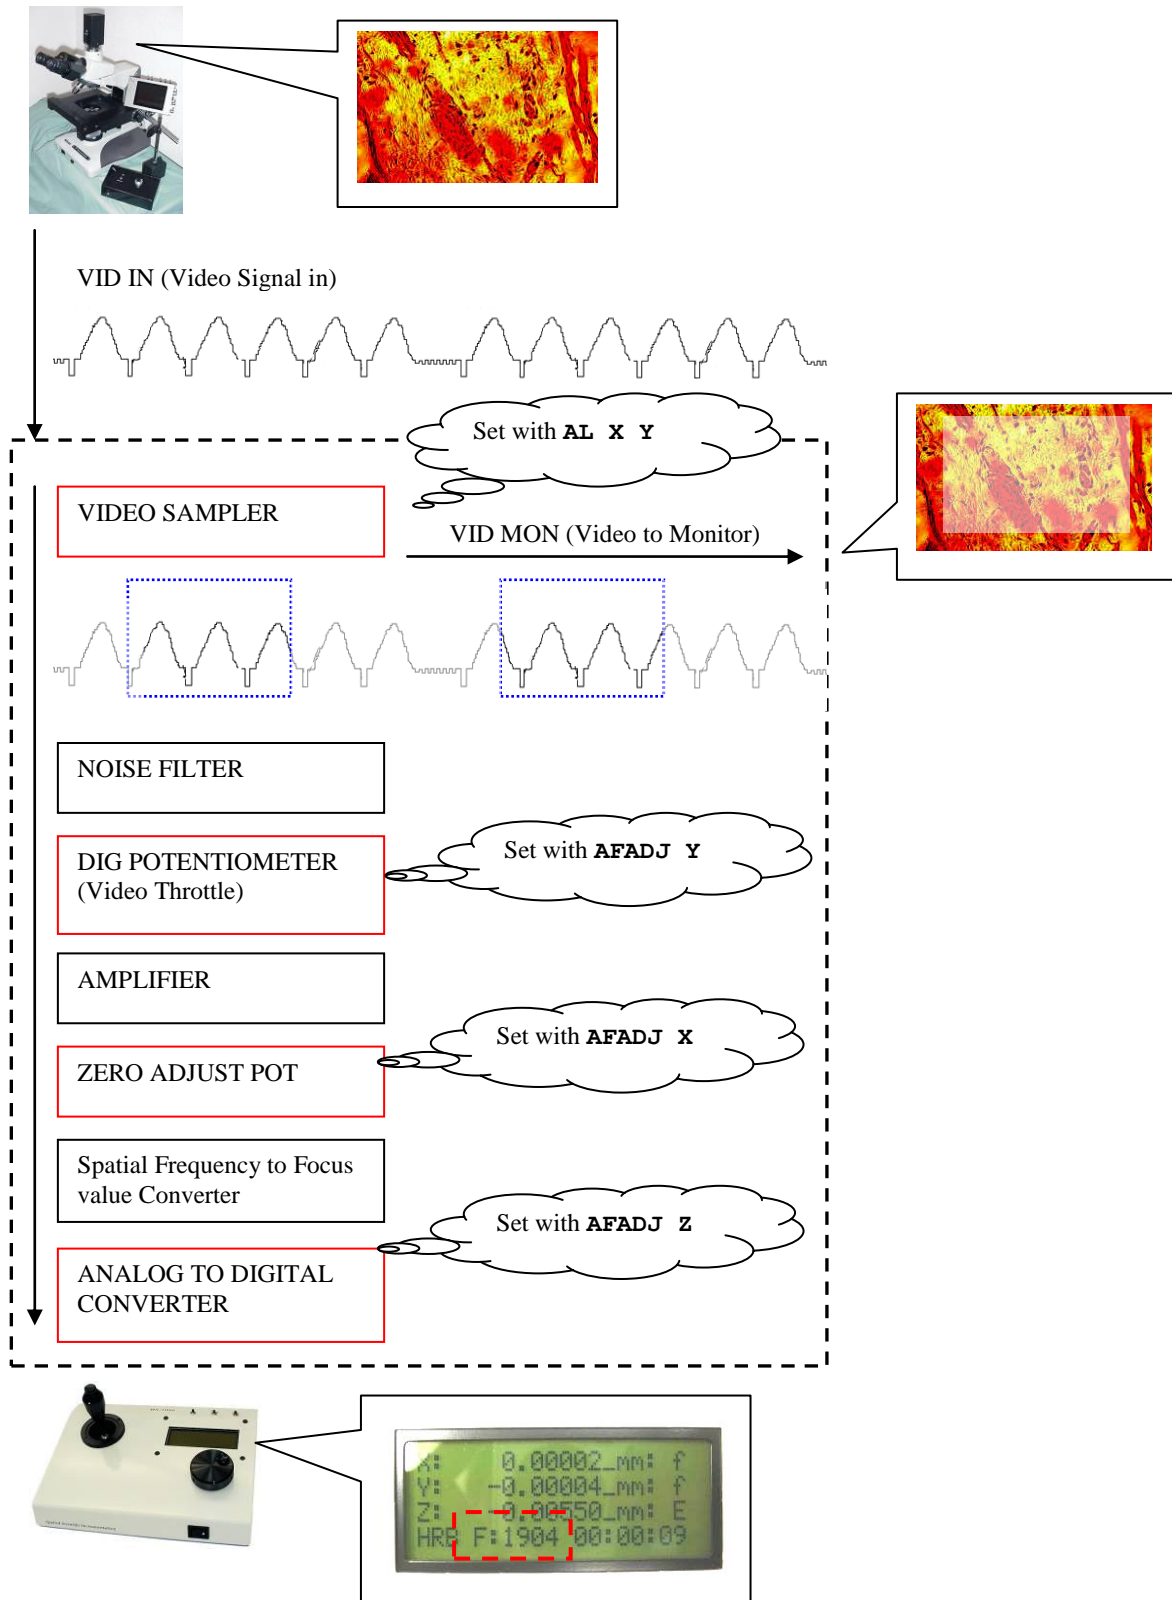 VID IN (Video Signal in)
Set with AL X Y
VIDEO SAMPLER
VID MON (Video to Monitor)
NOISE FILTER
DIG POTENTIOMETER
(Video Throttle)
Set with AFADJ Y
AMPLIFIER
Set with AFADJ X
ZERO ADJUST POT
Spatial Frequency to Focus
value Converter
Set with AFADJ Z
ANALOG TO DIGITAL
CONVERTER
X: 0.00002_mm: f
Y: -0.00004_mm: f
Z: -0.00550_mm: E
HRB F:1904 00:00:09